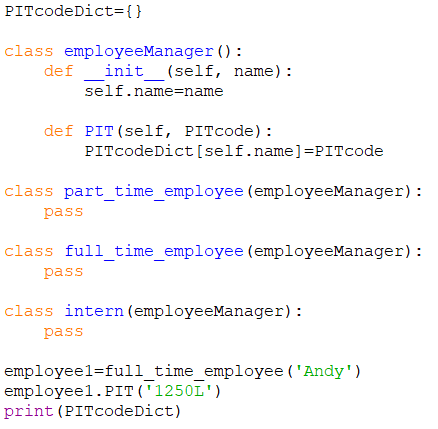 PITcodeDict={}
class employeeManager():
    def __init__(self, name):
        self.name=name
    def PIT(self, PITcode):
        PITcodeDict[self.name]=PITcode
class part_time_employee(employeeManager):
    pass
class full_time_employee(employeeManager):
    pass
class intern(employeeManager):
    pass
employee1=full_time_employee('Andy')
employee1.PIT('1250L')
print(PITcodeDict)